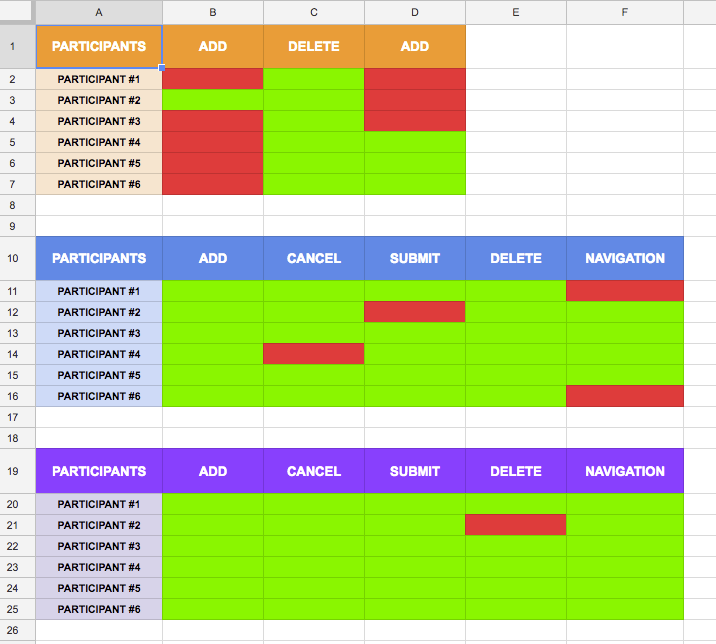 A B C D E F
1 PARTICIPANTS ADD DELETE ADD
2 PARTICIPANT #1
3 PARTICIPANT #2
4 PARTICIPANT #3
5 PARTICIPANT #4
6 PARTICIPANT #5
7 PARTICIPANT #6
8
9
10 PARTICIPANTS ADD CANCEL SUBMIT DELETE NAVIGATION
11 PARTICIPANT #1
12 PARTICIPANT #2
13 PARTICIPANT #3
14 PARTICIPANT #4
15 PARTICIPANT #5
16 PARTICIPANT #6
17
18
19 PARTICIPANTS ADD CANCEL SUBMIT DELETE NAVIGATION
20 PARTICIPANT #1
21 PARTICIPANT #2
22 PARTICIPANT #3
23 PARTICIPANT #4
24 PARTICIPANT #5
25 PARTICIPANT #6
26